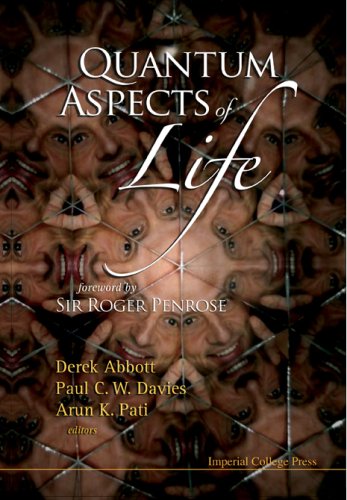 QUANTUM
ASPECTS of
Life
foreword by
SIR ROGER PENROSE
Derek Abbott
Paul C. W. Davies
Arun K. Pati
editors
Imperial College Press